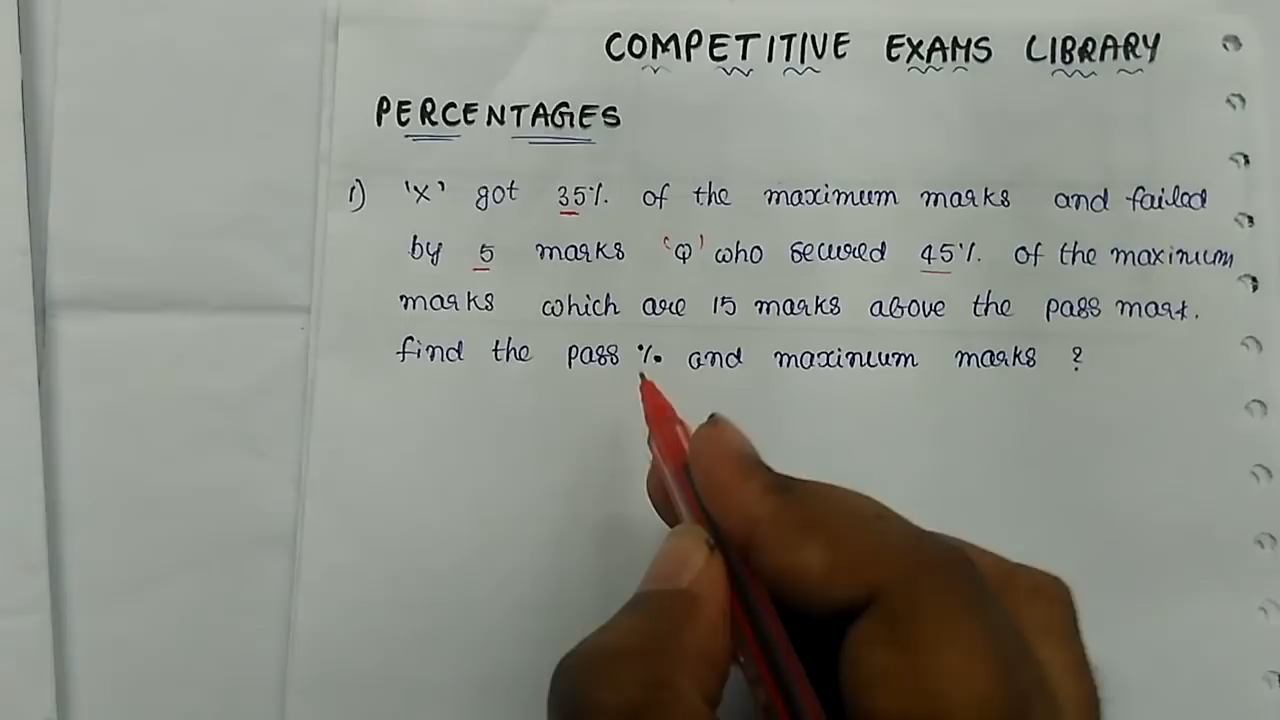 COMPETITIVE EXAMS LIBRARY
PERCENTAGES
1) 'X' got 35% of the maximum marks and failed
by 5 marks 'Q' who secured 45% of the maximum
marks which are 15 marks above the pass mark.
find the pass % and maximum marks ?